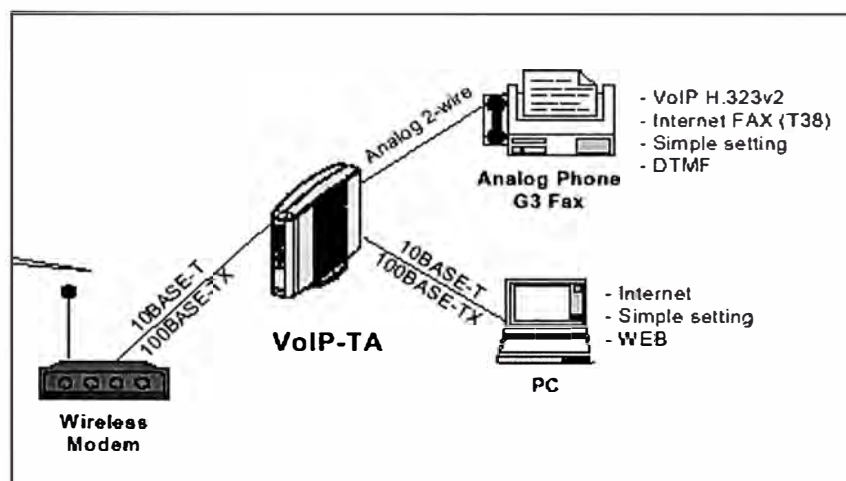 Analog 2-wire
- VoIP H.323v2
- Internet FAX (T38)
- Simple setting
- DTMF
Analog Phone
G3 Fax
10BASE-T
100BASE-TX
VoIP-TA
10BASE-T
100BASE-TX
- Internet
- Simple setting
- WEB
PC
Wireless
Modem